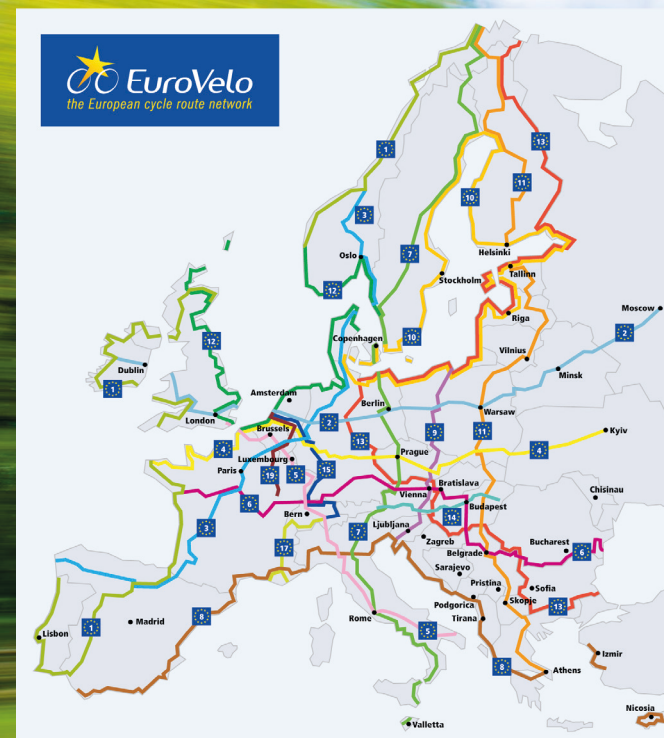 EuroVelo
the European cycle route network
13
1
11
10
3
Oslo
7
Helsinki
Tallinn
Stockholm
12
Moscow
Riga
2
Copenhagen
10
12
Vilnius
Dublin
Minsk
Amsterdam
Berlin
London
Warsaw
2
Brussels
9
11
Kyiv
4
13
4
Prague
Luxembourg
Paris
19
5
15
Vienna
Bratislava
Chisinau
6
Budapest
Bern
14
3
7
Ljubljana
Zagreb
17
Belgrade
Bucharest
6
Sarajevo
Pristina
Sofia
Podgorica
Skopje
13
8
Rome
Tirana
Madrid
1
Lisbon
5
Izmir
8
Athens
Nicosia
Valletta